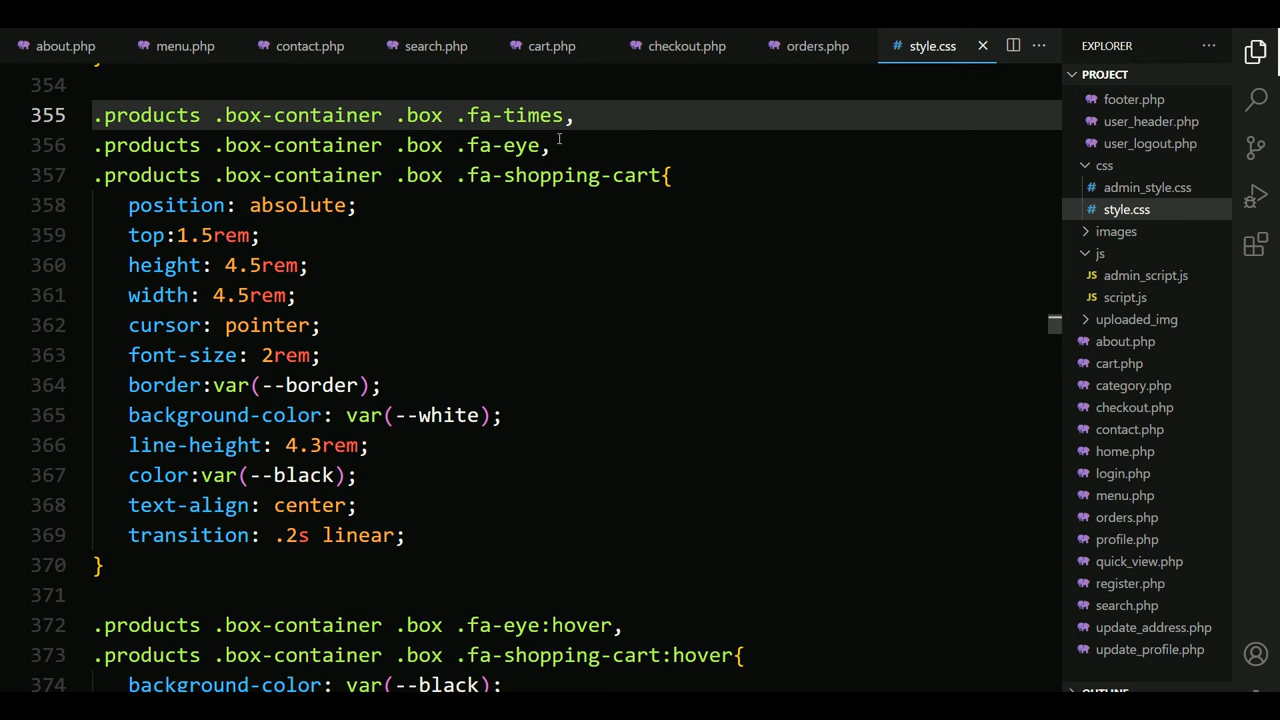 about.php
menu.php
contact.php
search.php
cart.php
checkout.php
orders.php
# style.css
EXPLORER
PROJECT
footer.php
user_header.php
user_logout.php
css
# admin_style.css
# style.css
images
js
JS admin_script.js
JS script.js
uploaded_img
about.php
cart.php
category.php
checkout.php
contact.php
home.php
login.php
menu.php
orders.php
profile.php
quick_view.php
register.php
search.php
update_address.php
update_profile.php
OUTLINE
}
354
355 .products .box-container .box .fa-times,
356 .products .box-container .box .fa-eye,
357 .products .box-container .box .fa-shopping-cart{
358 position: absolute;
359 top:1.5rem;
360 height: 4.5rem;
361 width: 4.5rem;
362 cursor: pointer;
363 font-size: 2rem;
364 border:var(--border);
365 background-color: var(--white);
366 line-height: 4.3rem;
367 color:var(--black);
368 text-align: center;
369 transition: .2s linear;
370 }
371
372 .products .box-container .box .fa-eye:hover,
373 .products .box-container .box .fa-shopping-cart:hover{
374 background-color: var(--black);